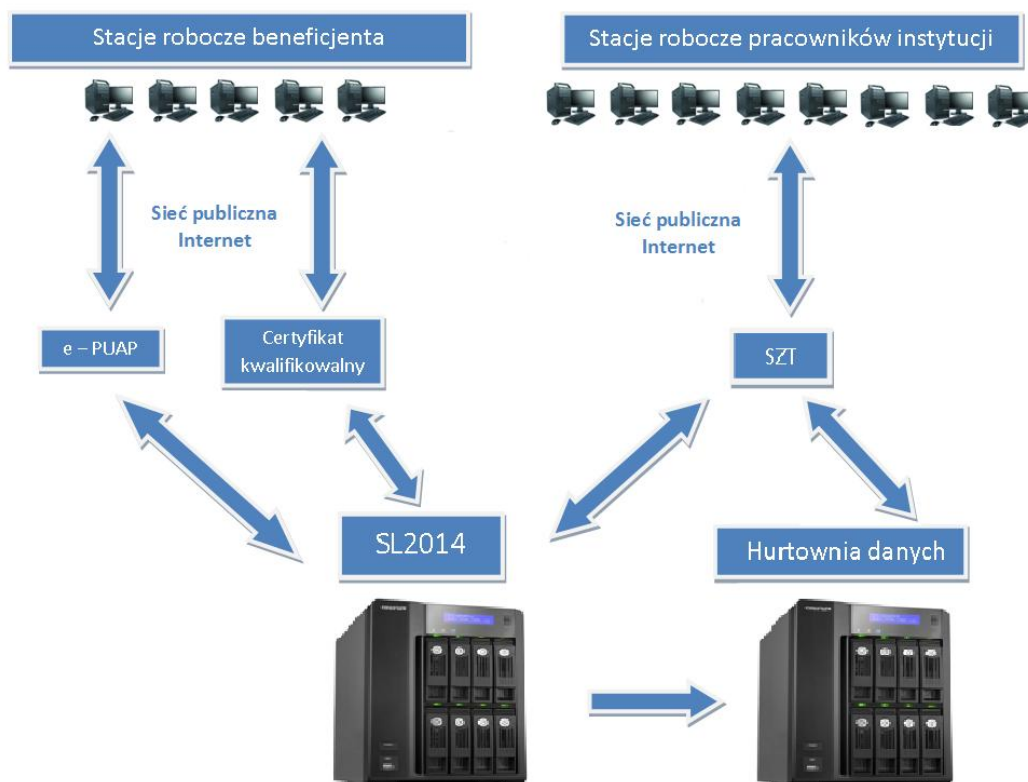 Stacje robocze beneficjenta
Stacje robocze pracowników instytucji
Sieć publiczna
Internet
Sieć publiczna
Internet
e – PUAP
Certyfikat
kwalifikowalny
SZT
SL2014
Hurtownia danych